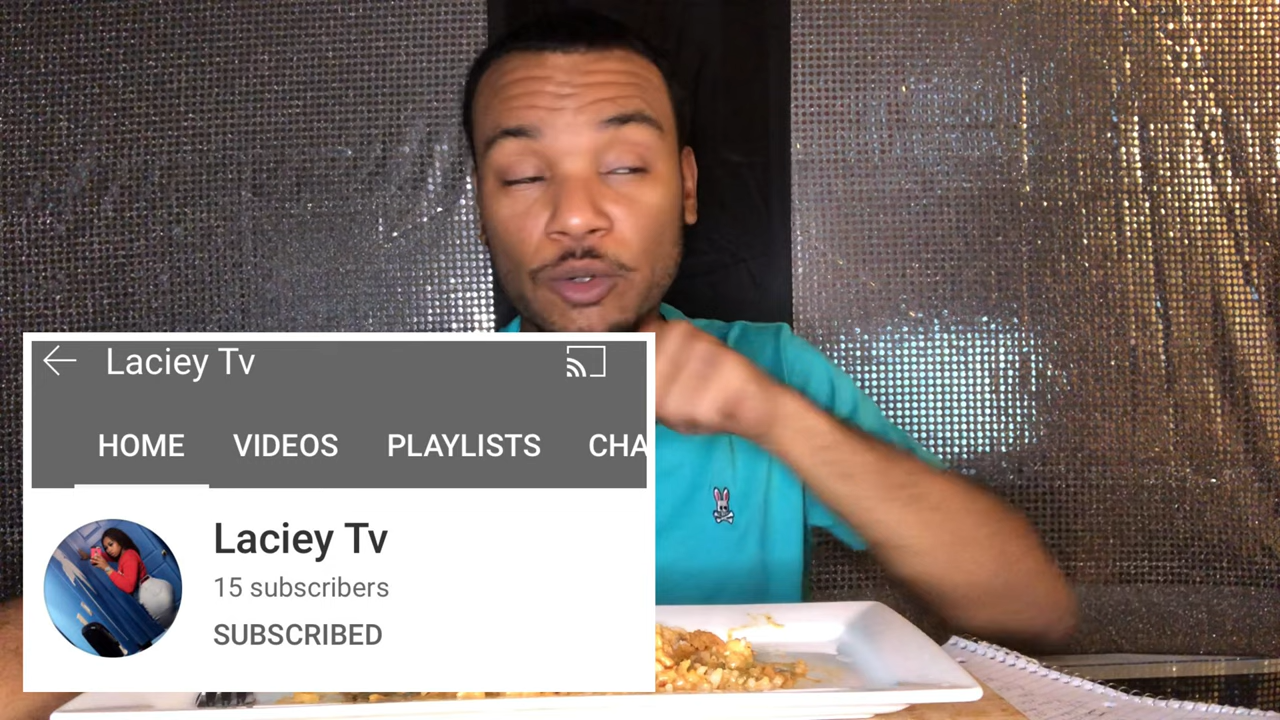 Laciey Tv
HOME VIDEOS PLAYLISTS CHA
Laciey Tv
15 subscribers
SUBSCRIBED